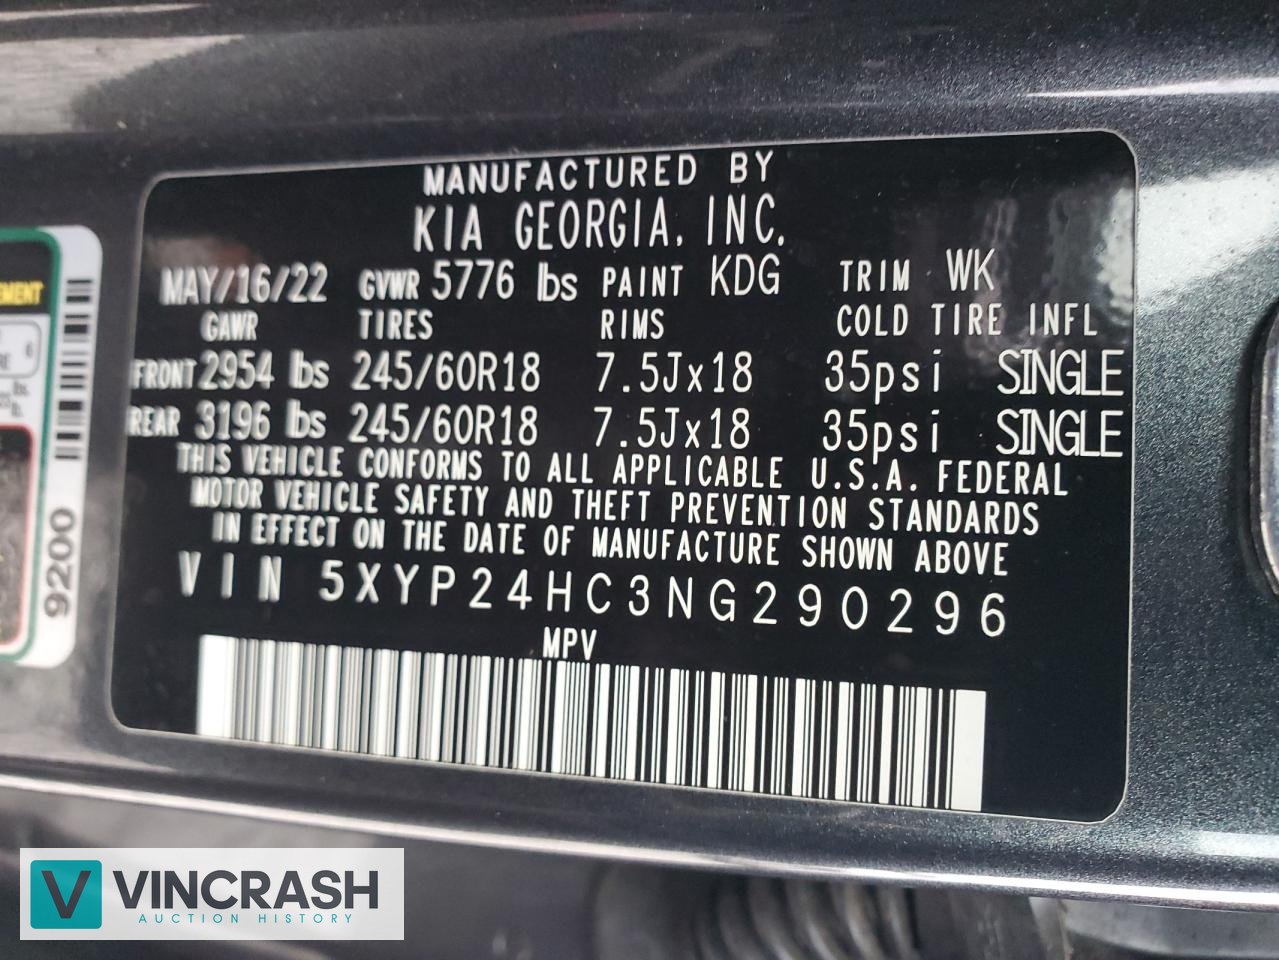 MANUFACTURED BY
KIA GEORGIA, INC.
MAY/16/22 GVWR 5776 lbs PAINT KDG TRIM WK
GAWR TIRES RIMS COLD TIRE INFL
FRONT 2954 lbs 245/60R18 7.5Jx18 35psi SINGLE
REAR 3196 lbs 245/60R18 7.5Jx18 35psi SINGLE
THIS VEHICLE CONFORMS TO ALL APPLICABLE U.S.A. FEDERAL
MOTOR VEHICLE SAFETY AND THEFT PREVENTION STANDARDS
IN EFFECT ON THE DATE OF MANUFACTURE SHOWN ABOVE
VIN 5XYP24HC3NG290296
MPV
9200
6
lbs.
lb.
VINCRASH
AUCTION HISTORY